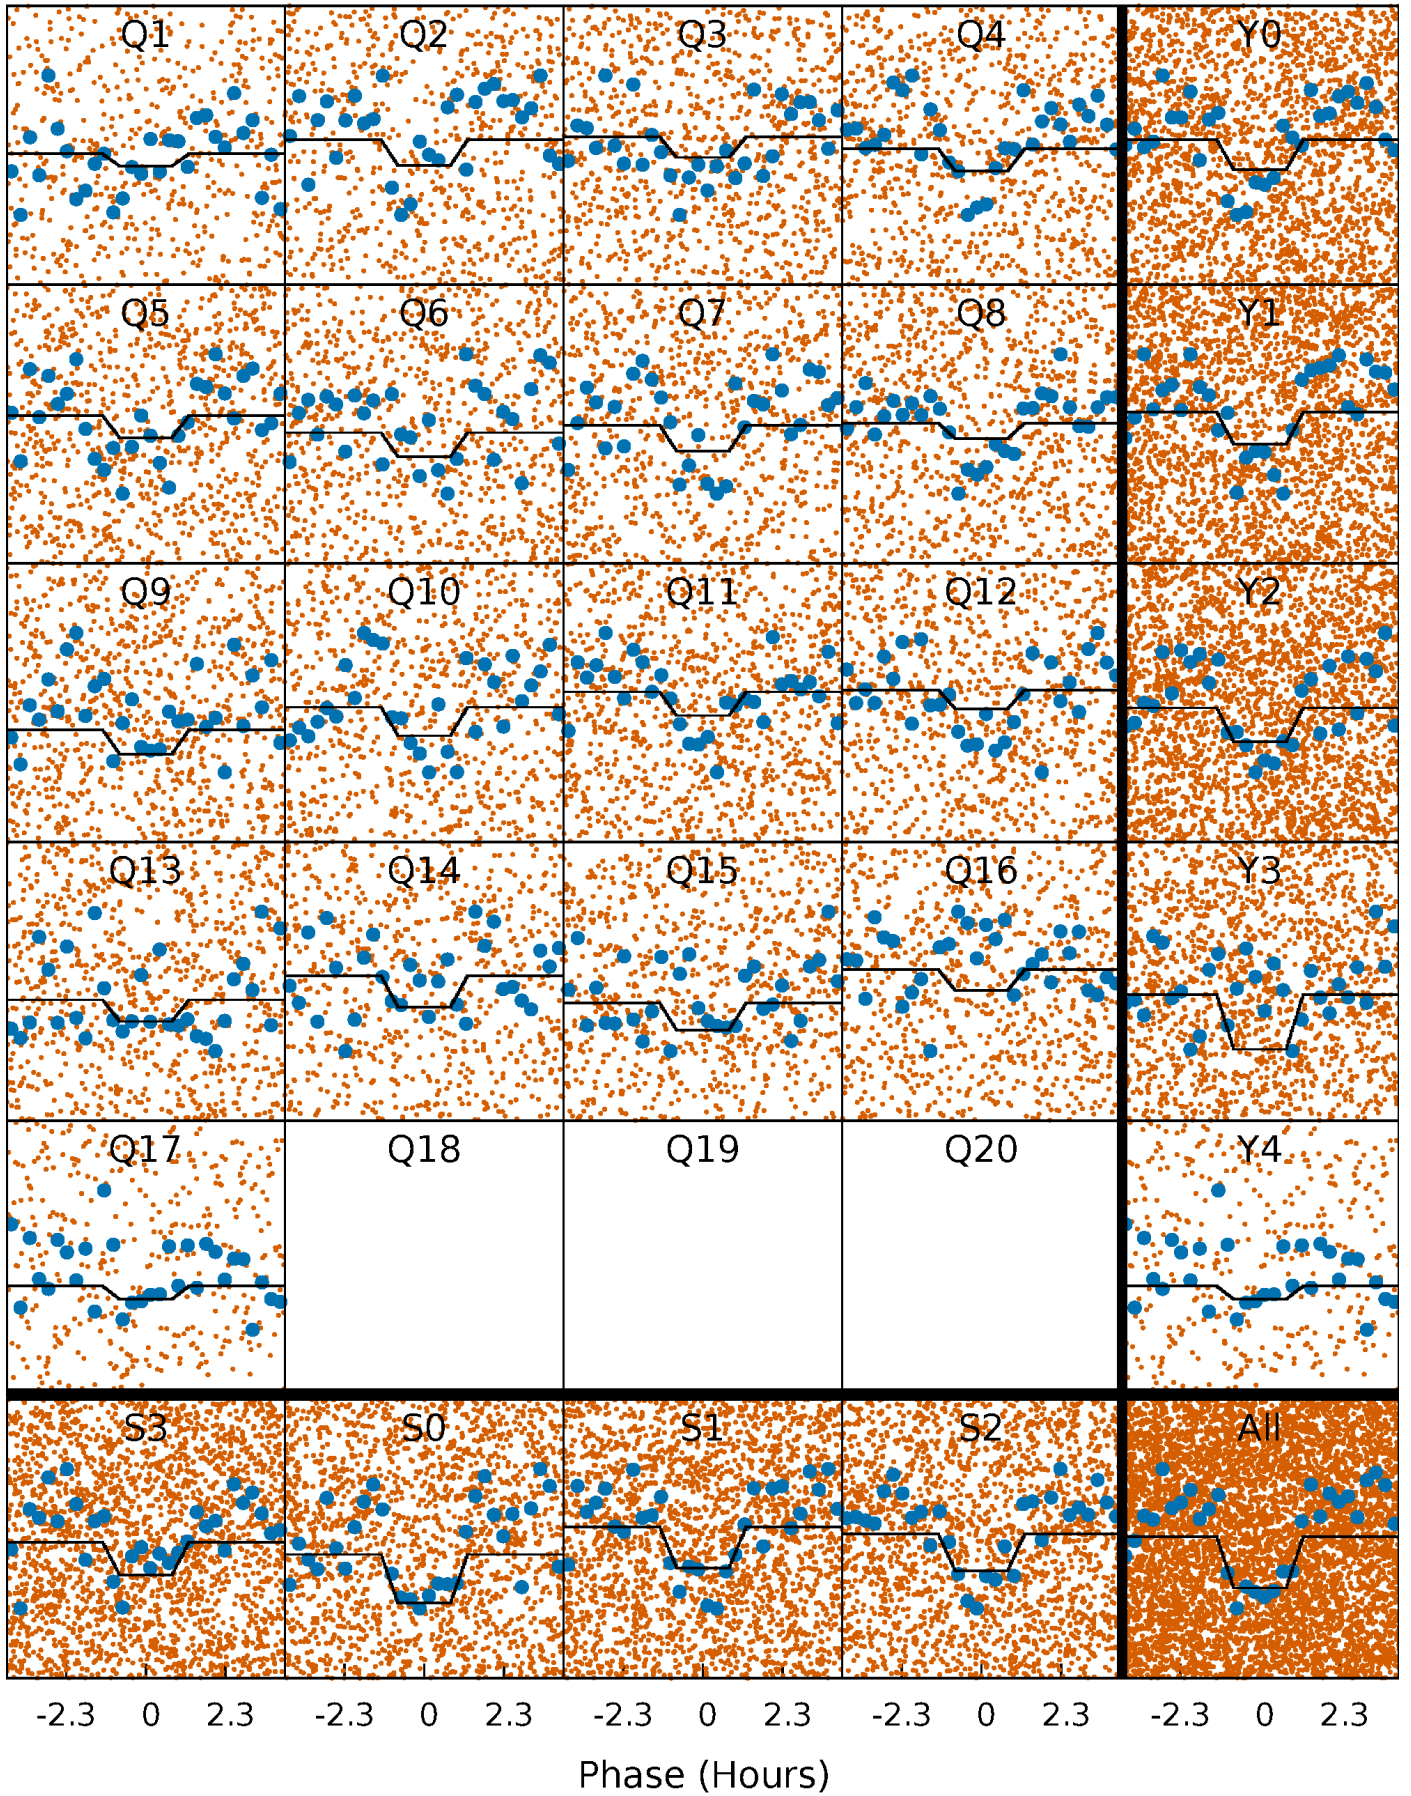 Q1 Q2 Q3 Q4 Y0
Q5 Q6 Q7 Q8 Y1
Q9 Q10 Q11 Q12 Y2
Q13 Q14 Q15 Q16 Y3
Q17 Q18 Q19 Q20 Y4
S3 S0 S1 S2 All
-2.3 0 2.3 -2.3 0 2.3 -2.3 0 2.3 -2.3 0 2.3 -2.3 0 2.3
Phase (Hours)